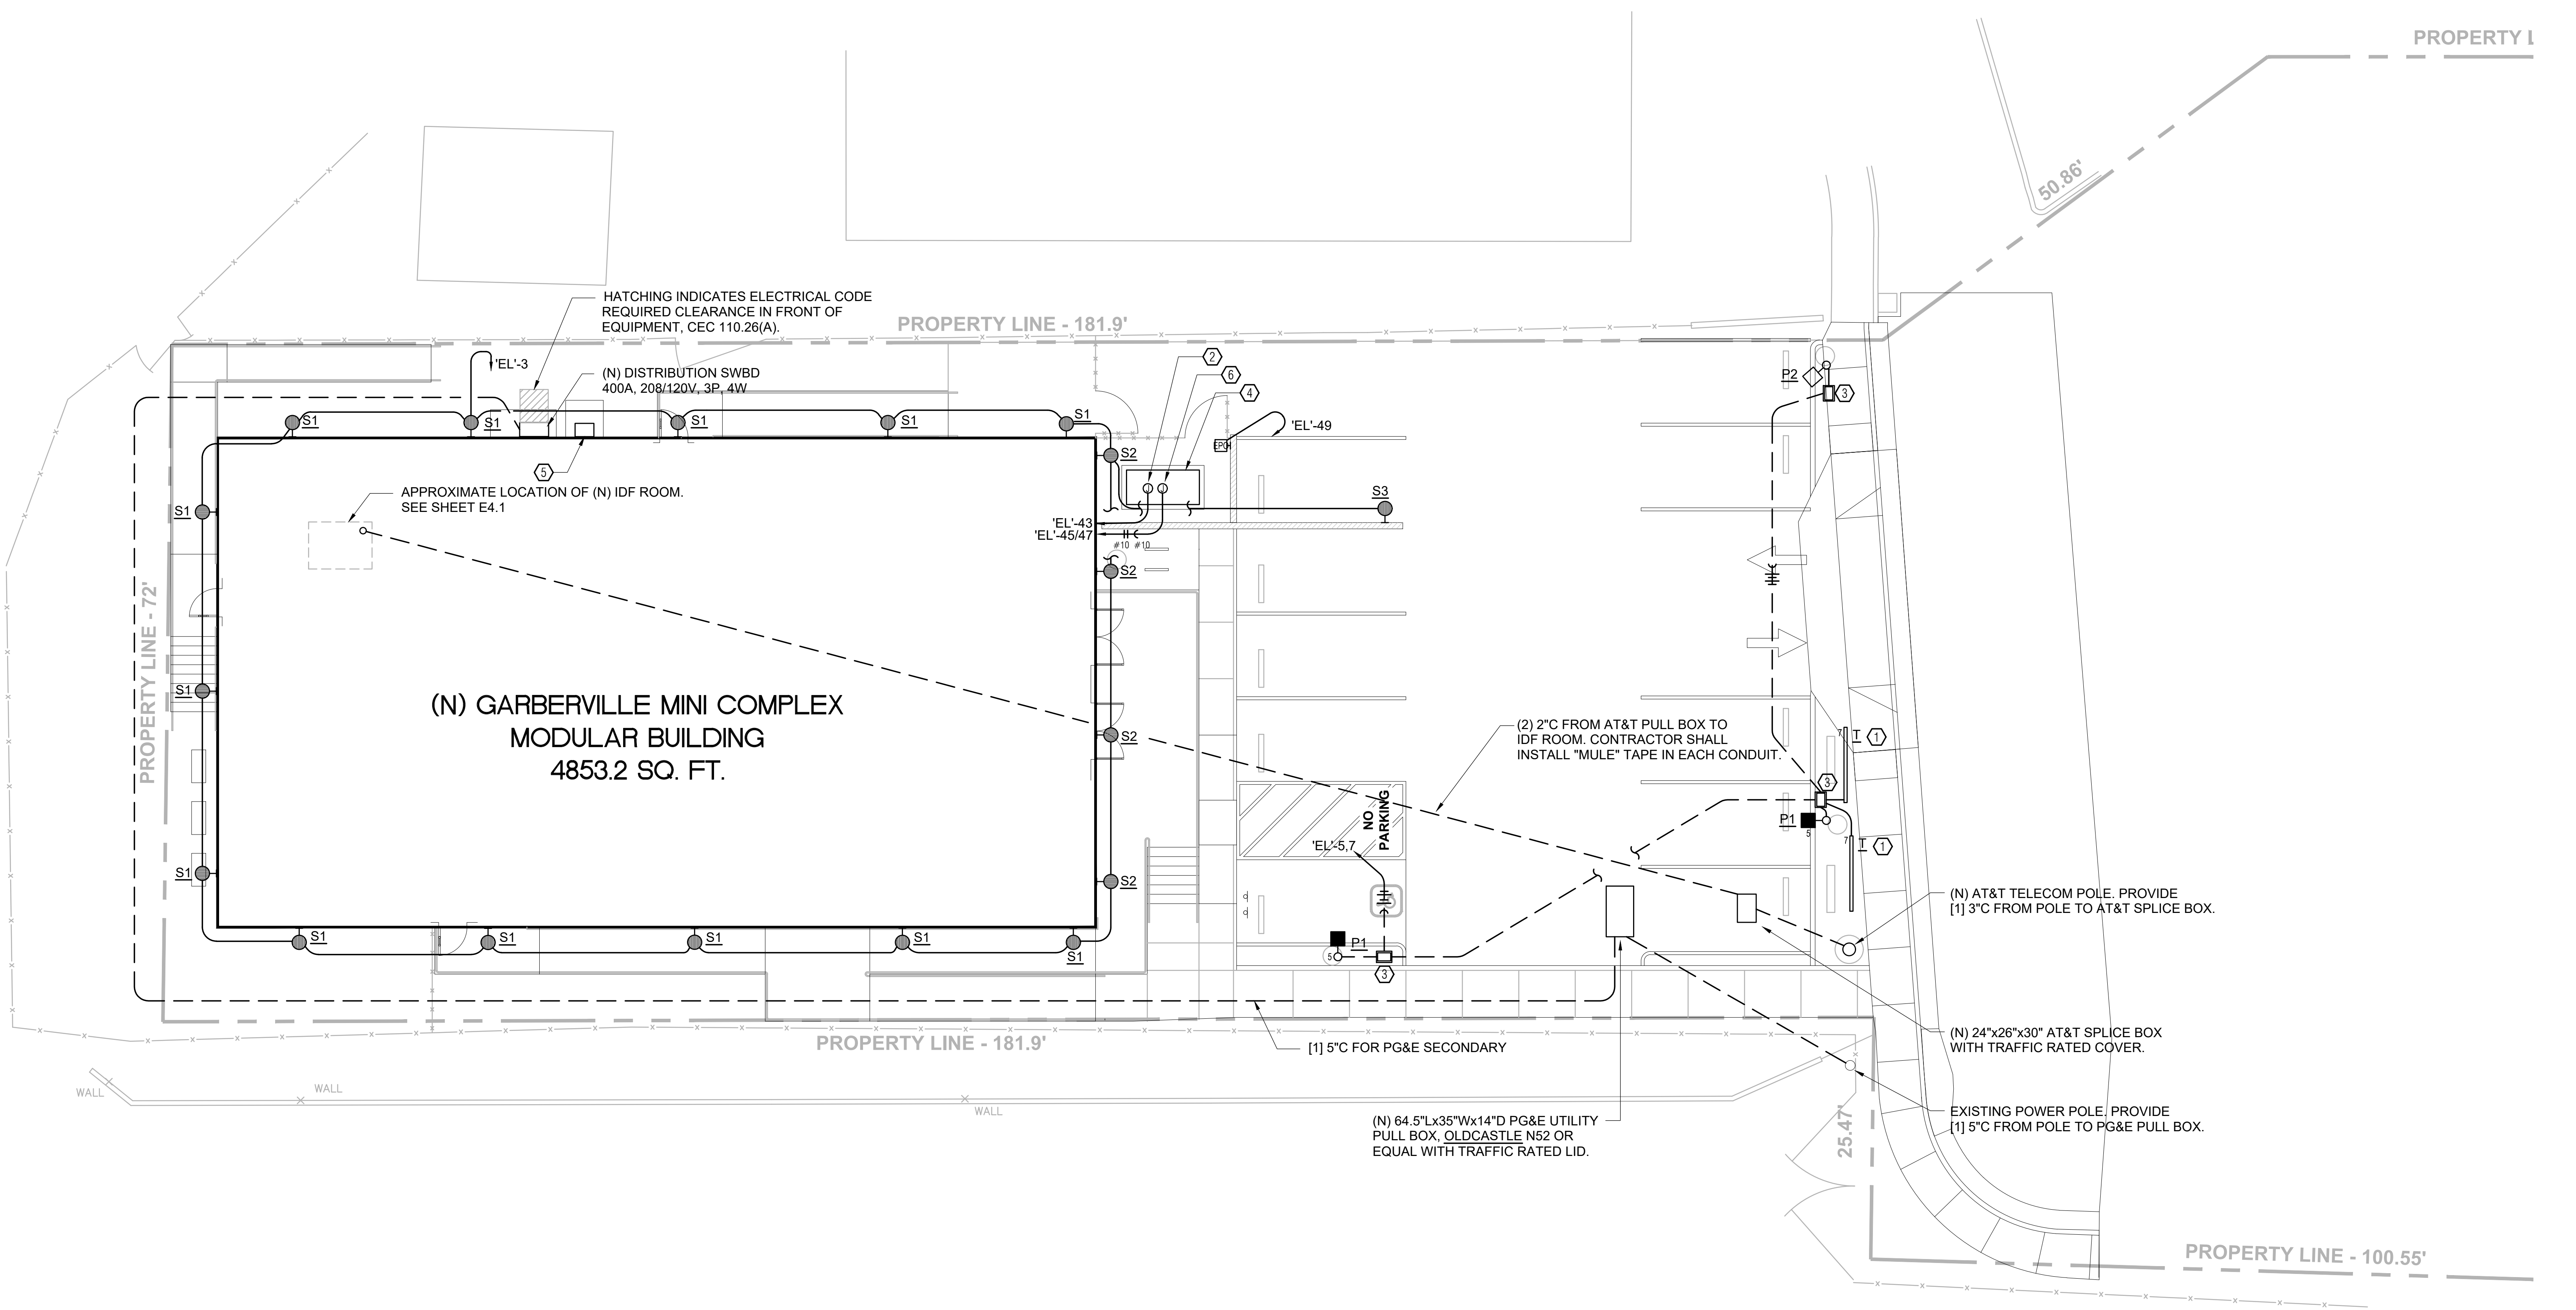 PROPERTY L
50.86'
HATCHING INDICATES ELECTRICAL CODE
REQUIRED CLEARANCE IN FRONT OF
EQUIPMENT, CEC 110.26(A).
PROPERTY LINE - 181.9'
'EL'-3
(N) DISTRIBUTION SWBD
400A, 208/120V, 3P, 4W
2
6
4
P2
3
S1
S1
S1
S1
S1
'EL'-49
EPO
S2
5
APPROXIMATE LOCATION OF (N) IDF ROOM.
SEE SHEET E4.1
S1
S3
'EL'-43
'EL'-45/47
#10 #10
S2
PROPERTY LINE - 72'
S1
(N) GARBERVILLE MINI COMPLEX
MODULAR BUILDING
4853.2 SQ. FT.
S2
(2) 2"C FROM AT&T PULL BOX TO
IDF ROOM. CONTRACTOR SHALL
INSTALL "MULE" TAPE IN EACH CONDUIT.
7
T
1
3
NO
PARKING
P1
5
7
T
1
'EL'-5,7
S1
S2
(N) AT&T TELECOM POLE. PROVIDE
[1] 3"C FROM POLE TO AT&T SPLICE BOX.
S1
S1
S1
S1
S1
P1
5
3
(N) 24"x26"x30" AT&T SPLICE BOX
WITH TRAFFIC RATED COVER.
PROPERTY LINE - 181.9'
[1] 5"C FOR PG&E SECONDARY
WALL
WALL
WALL
(N) 64.5"Lx35"Wx14"D PG&E UTILITY
PULL BOX, OLDCASTLE N52 OR
EQUAL WITH TRAFFIC RATED LID.
25.47'
EXISTING POWER POLE. PROVIDE
[1] 5"C FROM POLE TO PG&E PULL BOX.
PROPERTY LINE - 100.55'